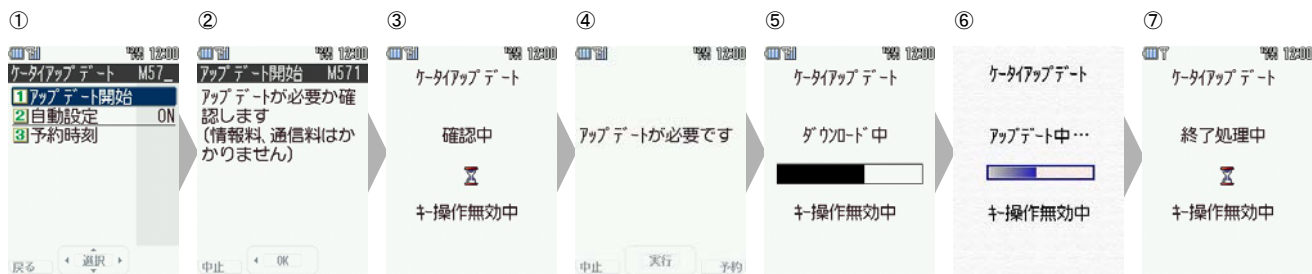 ①
12:00
ケータイアップデート M57_
1 アップデート開始
2 自動設定 ON
3 予約時刻
戻る 選択
②
12:00
アップデート開始 M571
アップデートが必要か確
認します
(情報料、通信料はか
かりません)
中止 OK
③
12:00
ケータイアップデート
確認中
キー操作無効中
④
12:00
アップデートが必要です
中止 実行 予約
⑤
12:00
ケータイアップデート
ダウンロード中
キー操作無効中
⑥
ケータイアップデート
アップデート中…
キー操作無効中
⑦
12:00
ケータイアップデート
終了処理中
キー操作無効中